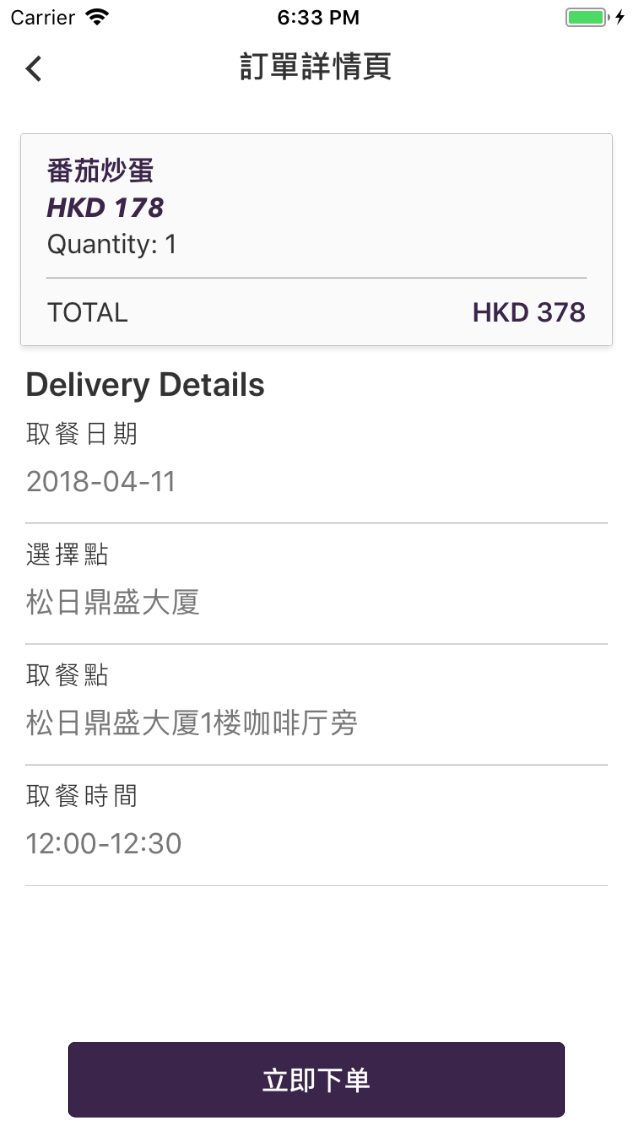 Carrier 6:33 PM
訂單詳情頁
番茄炒蛋
HKD 178
Quantity: 1
TOTAL HKD 378
Delivery Details
取餐日期
2018-04-11
選擇點
松日鼎盛大厦
取餐點
松日鼎盛大厦1楼咖啡厅旁
取餐時間
12:00-12:30
立即下单